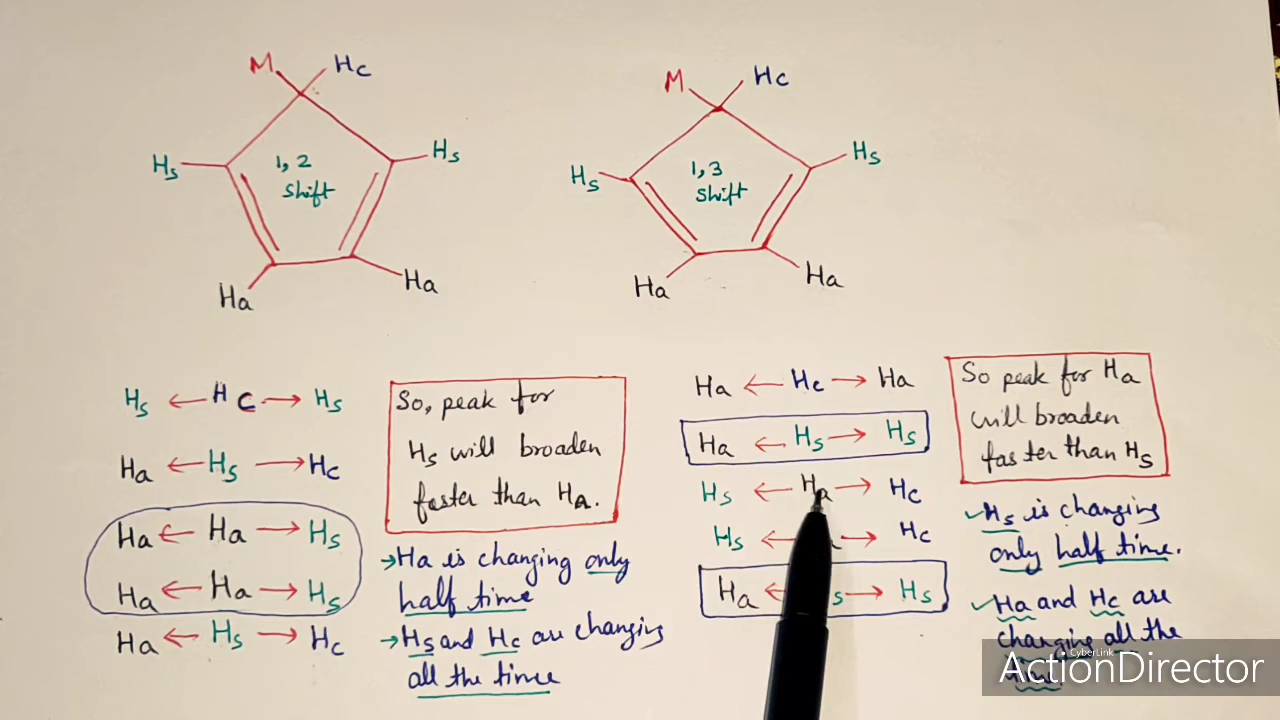 M Hc
Hs Hs
1, 2
shift
Ha Ha
M Hc
Hs Hs
1, 3
shift
Ha Ha
Hs ← Hc → Hs
Ha ← Hs → Hc
Ha ← Ha → Hs
Ha ← Ha → Hs
Ha ← Hs → Hc
So, peak for
Hs will broaden
faster than HA.
→ Ha is changing only
half time
→ Hs and Hc are changing
all the time
Ha ← Hc → Ha
Ha ← Hs → Hs
Hs ← Ha → Hc
Hs ← → Hc
Ha ← s → Hs
So peak for Ha
will broaden
faster than Hs
✓ Hs is changing
only half time.
✓ Ha and Hc are
changing all the
time.
CyberLink
ActionDirector